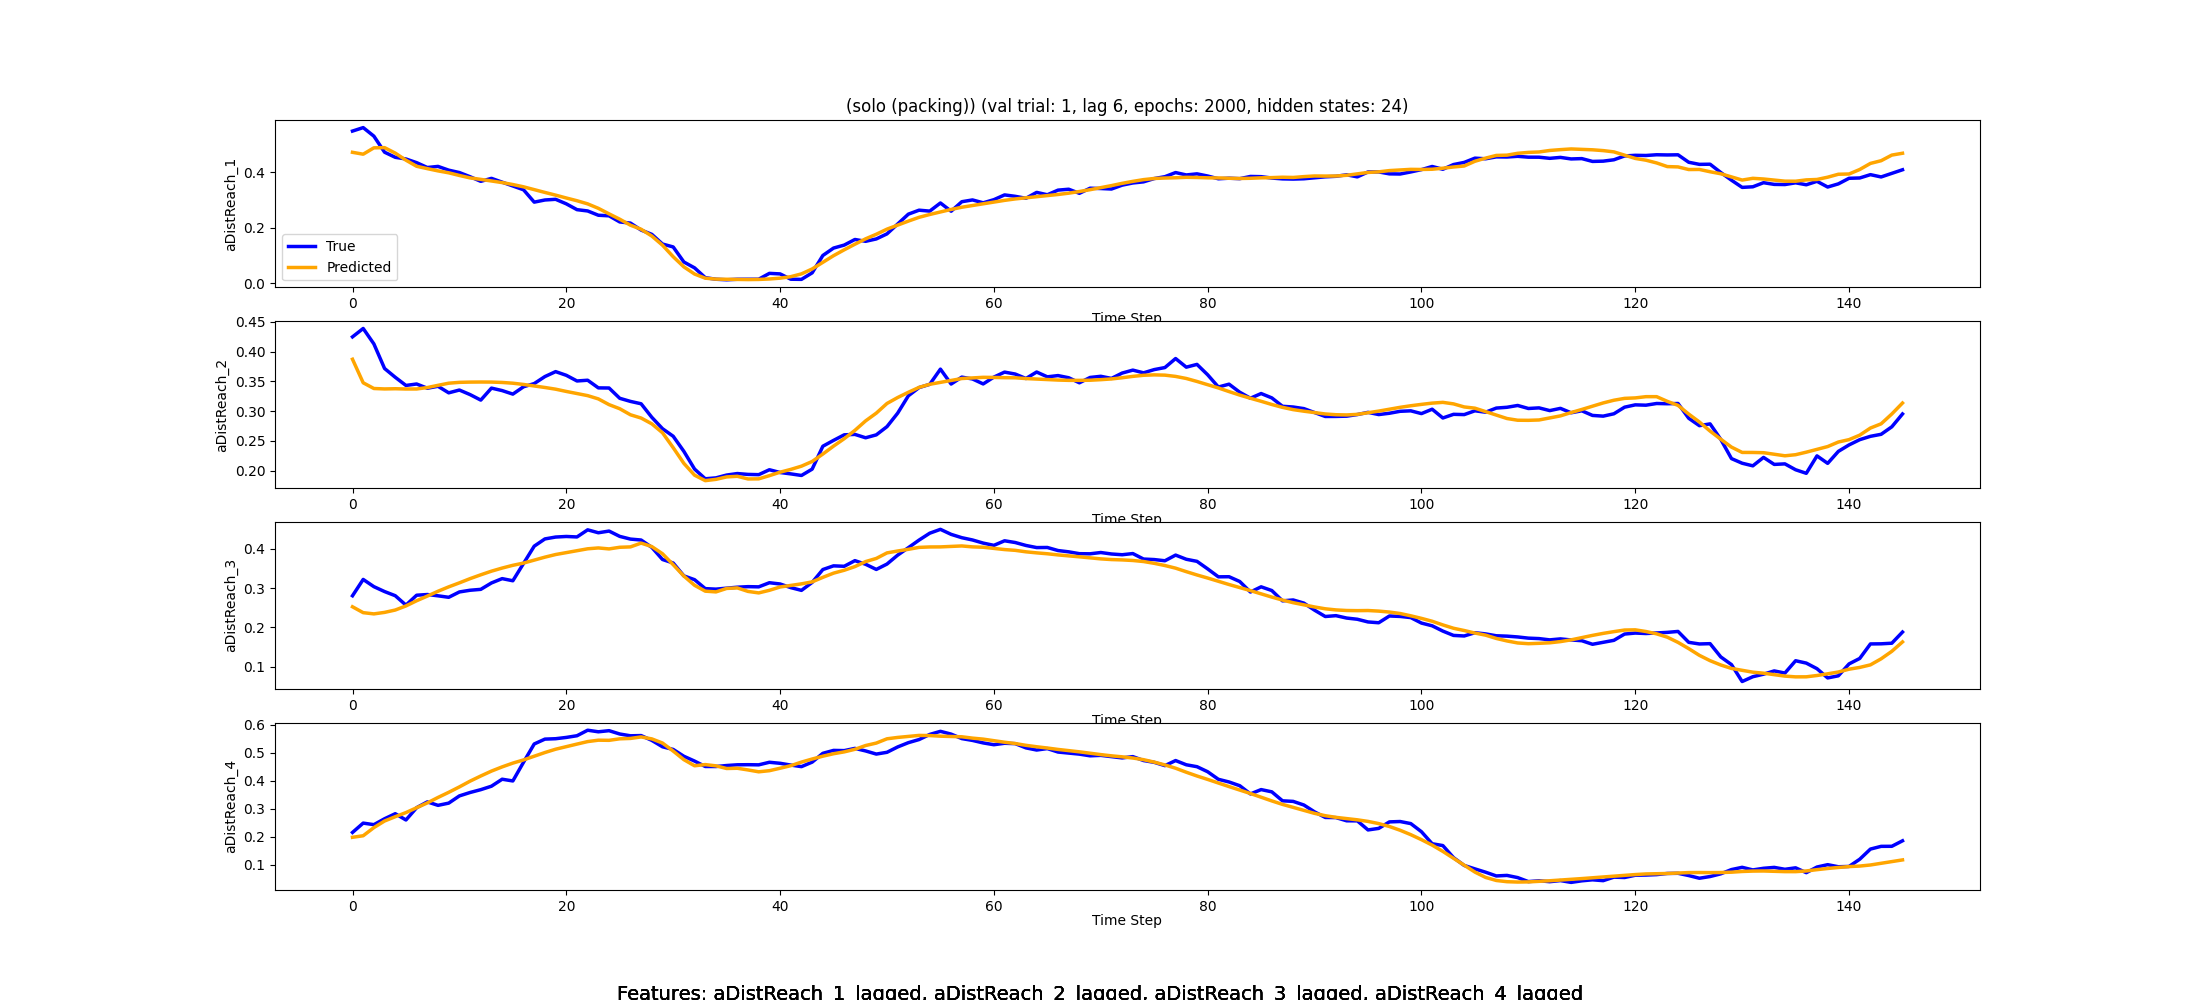 (solo (packing)) (val trial: 1, lag 6, epochs: 2000, hidden states: 24)
aDistReach_1
0.4
0.2
0.0
True
Predicted
0 20 40 60 80 100 120 140
Time Step
aDistReach_2
0.45
0.40
0.35
0.30
0.25
0.20
0 20 40 60 80 100 120 140
Time Step
aDistReach_3
0.4
0.3
0.2
0.1
0 20 40 60 80 100 120 140
Time Step
aDistReach_4
0.6
0.5
0.4
0.3
0.2
0.1
0 20 40 60 80 100 120 140
Time Step
Features: aDistReach_1_lagged, aDistReach_2_lagged, aDistReach_3_lagged, aDistReach_4_lagged